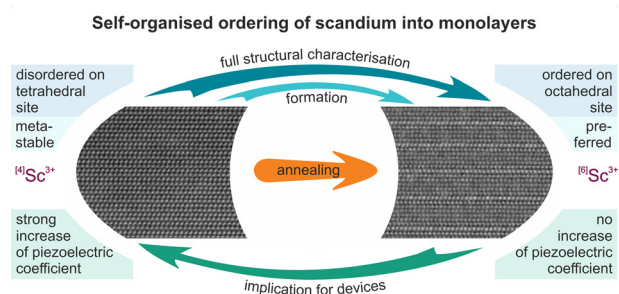 Self-organised ordering of scandium into monolayers
full structural characterisation
formation
disordered on
tetrahedral
site
meta-
stable
[4]Sc3+
strong
increase
of piezoelectric
coefficient
annealing
ordered on
octahedral
site
pre-
ferred
[6]Sc3+
no
increase
of piezoelectric
coefficient
implication for devices